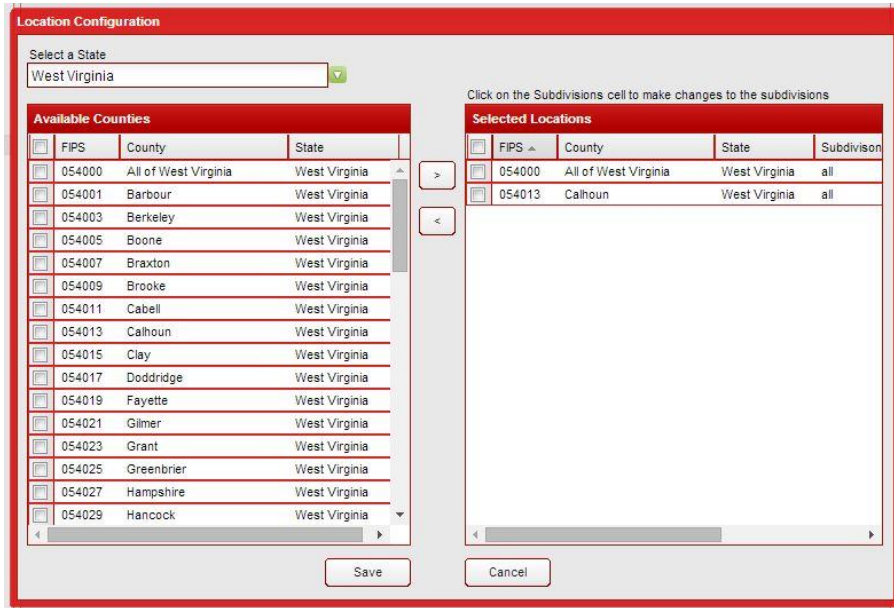 Location Configuration
Select a State
West Virginia
Click on the Subdivisions cell to make changes to the subdivisions
Available Counties
FIPS County State
054000 All of West Virginia West Virginia
054001 Barbour West Virginia
054003 Berkeley West Virginia
054005 Boone West Virginia
054007 Braxton West Virginia
054009 Brooke West Virginia
054011 Cabell West Virginia
054013 Calhoun West Virginia
054015 Clay West Virginia
054017 Doddridge West Virginia
054019 Fayette West Virginia
054021 Gilmer West Virginia
054023 Grant West Virginia
054025 Greenbrier West Virginia
054027 Hampshire West Virginia
054029 Hancock West Virginia
>
<
Selected Locations
FIPS County State Subdivison
054000 All of West Virginia West Virginia all
054013 Calhoun West Virginia all
Save
Cancel